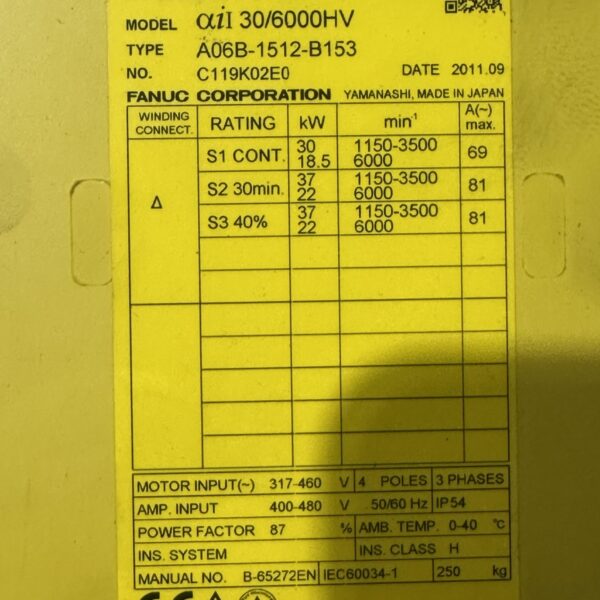 MODEL αiI 30/6000HV
TYPE A06B-1512-B153
NO. C119K02E0 DATE 2011.09
FANUC CORPORATION YAMANASHI, MADE IN JAPAN
WINDING CONNECT. RATING kW min⁻¹ A(~) max.
Δ
S1 CONT. 30 1150-3500 69
18.5 6000
S2 30min. 37 1150-3500 81
22 6000
S3 40% 37 1150-3500 81
22 6000
MOTOR INPUT(~) 317-460 V 4 POLES 3 PHASES
AMP. INPUT 400-480 V 50/60 Hz IP54
POWER FACTOR 87 % AMB. TEMP. 0-40 °C
INS. SYSTEM INS. CLASS H
MANUAL NO. B-65272EN IEC60034-1 250 kg
CE